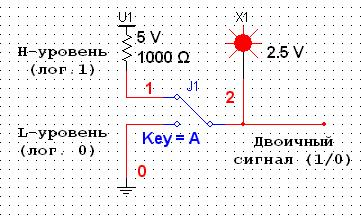 U1
X1
5 V
1000 Ω
2.5 V
H-уровень
(лог.1)
J1
1
2
L-уровень
(лог. 0)
Key = A
Двоичный
сигнал (1/0)
0